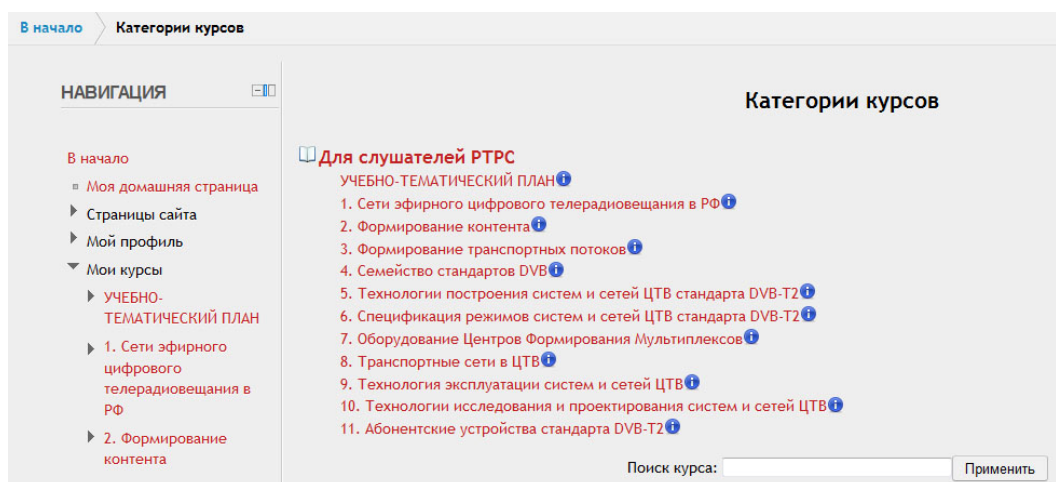 В начало
Категории курсов
НАВИГАЦИЯ
В начало
Моя домашняя страница
Страницы сайта
Мой профиль
Мои курсы
УЧЕБНО-
ТЕМАТИЧЕСКИЙ ПЛАН
1. Сети эфирного
цифрового
телерадиовещания в
РФ
2. Формирование
контента
Категории курсов
Для слушателей РТРС
УЧЕБНО-ТЕМАТИЧЕСКИЙ ПЛАН
1. Сети эфирного цифрового телерадиовещания в РФ
2. Формирование контента
3. Формирование транспортных потоков
4. Семейство стандартов DVB
5. Технологии построения систем и сетей ЦТВ стандарта DVB-T2
6. Спецификация режимов систем и сетей ЦТВ стандарта DVB-T2
7. Оборудование Центров Формирования Мультиплексов
8. Транспортные сети в ЦТВ
9. Технология эксплуатации систем и сетей ЦТВ
10. Технологии исследования и проектирования систем и сетей ЦТВ
11. Абонентские устройства стандарта DVB-T2
Поиск курса:
Применить